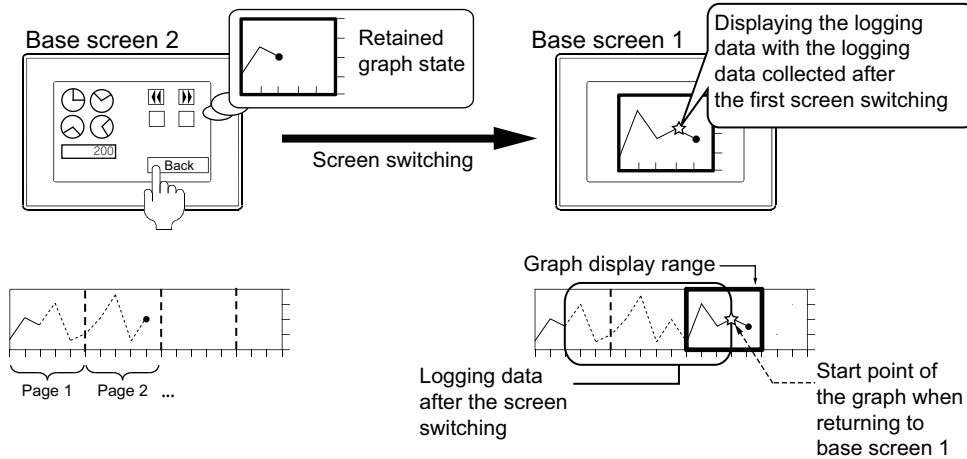 Base screen 2
Retained
graph state
200
Back
Screen switching
Base screen 1
Displaying the logging
data with the logging
data collected after
the first screen switching
Page 1
Page 2
...
Graph display range
Logging data
after the screen
switching
Start point of
the graph when
returning to
base screen 1